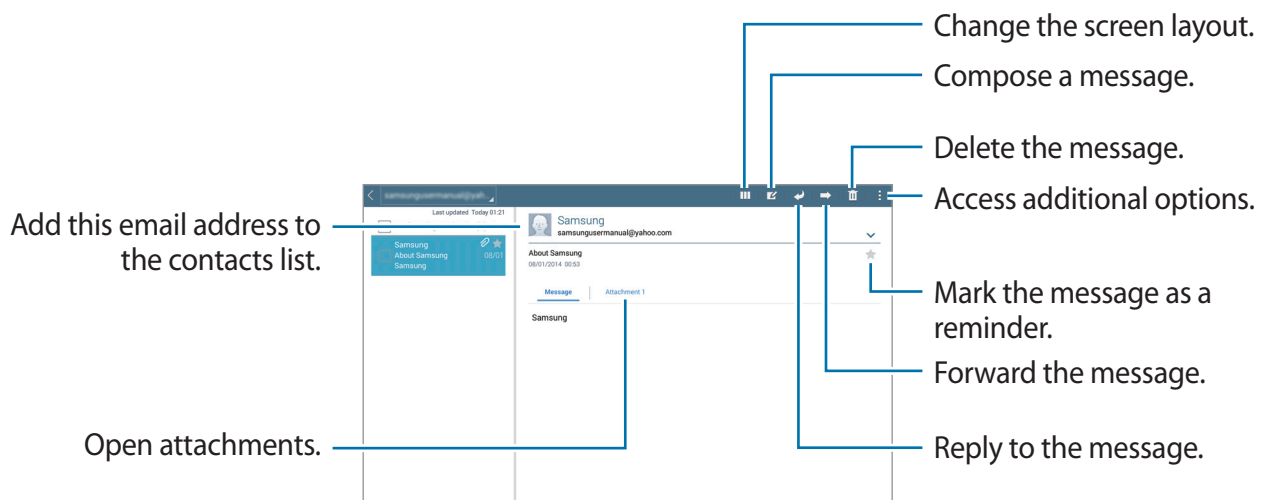 Change the screen layout.
Compose a message.
Delete the message.
Access additional options.
Add this email address to
the contacts list.
Last updated Today 01:21
Samsung
About Samsung 08/01
Samsung
Samsung
samsungusermanual@yahoo.com
About Samsung
08/01/2014 00:53
Message Attachment 1
Samsung
Mark the message as a
reminder.
Forward the message.
Open attachments.
Reply to the message.